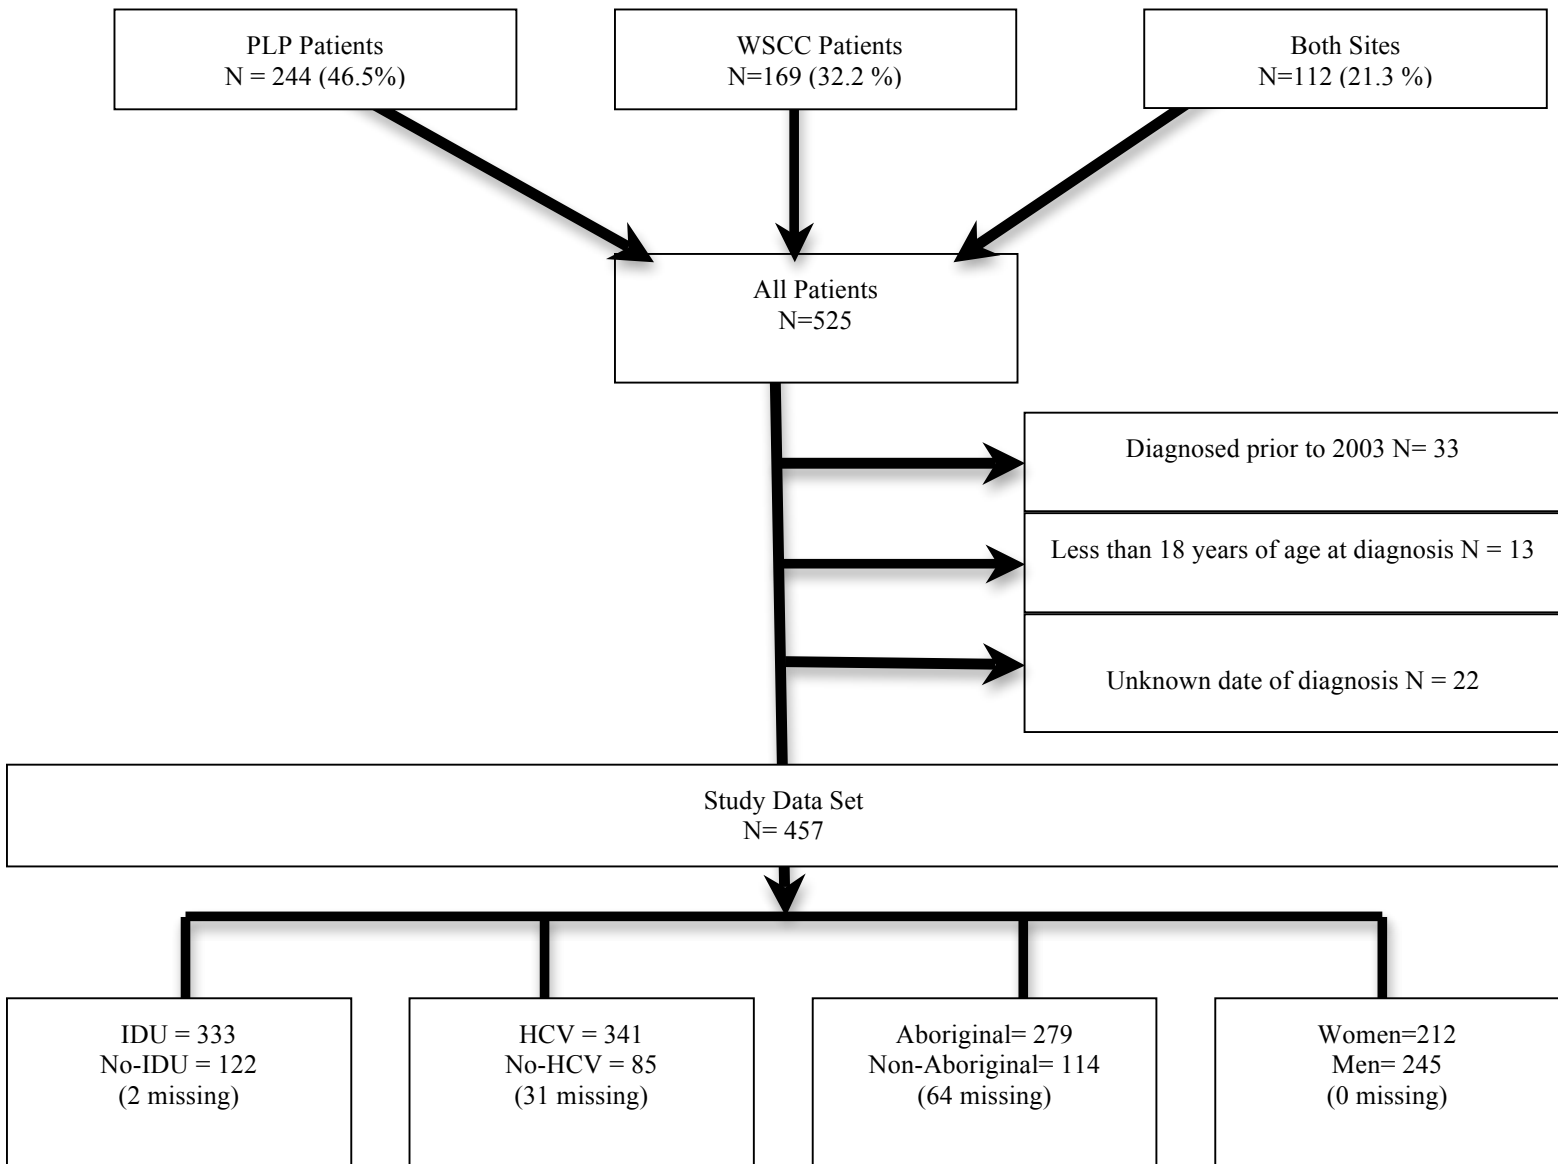 PLP Patients
N = 244 (46.5%)
WSCC Patients
N=169 (32.2 %)
Both Sites
N=112 (21.3 %)
All Patients
N=525
Diagnosed prior to 2003 N= 33
Less than 18 years of age at diagnosis N = 13
Unknown date of diagnosis N = 22
Study Data Set
N= 457
IDU = 333
No-IDU = 122
(2 missing)
HCV = 341
No-HCV = 85
(31 missing)
Aboriginal= 279
Non-Aboriginal= 114
(64 missing)
Women=212
Men= 245
(0 missing)